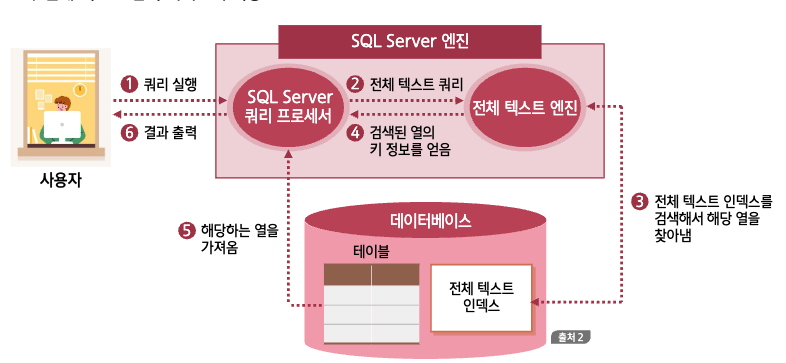 SQL Server 엔진
1 쿼리 실행
SQL Server
쿼리 프로세서
2 전체 텍스트 쿼리
전체 텍스트 엔진
6 결과 출력
4 검색된 열의
키 정보를 얻음
사용자
3 전체 텍스트 인덱스를
검색해서 해당 열을
찾아냄
5 해당하는 열을
가져옴
데이터베이스
테이블
전체 텍스트
인덱스
출처 2